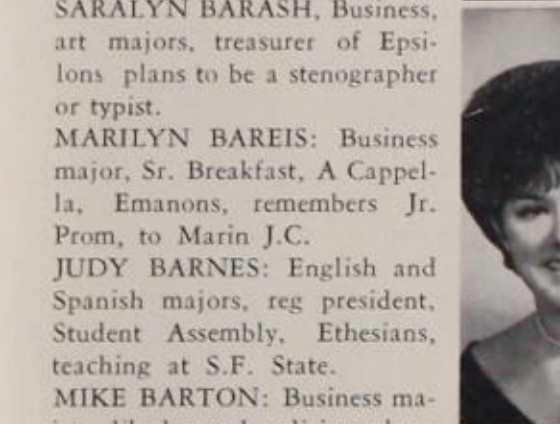 SARALYN BARASH, Business,
art majors, treasurer of Epsi-
lons plans to be a stenographer
or typist.
MARILYN BAREIS: Business
major, Sr. Breakfast, A Cappel-
la, Emanons, remembers Jr.
Prom, to Marin J.C.
JUDY BARNES: English and
Spanish majors, reg president,
Student Assembly, Ethesians,
teaching at S.F. State.
MIKE BARTON: Business ma-